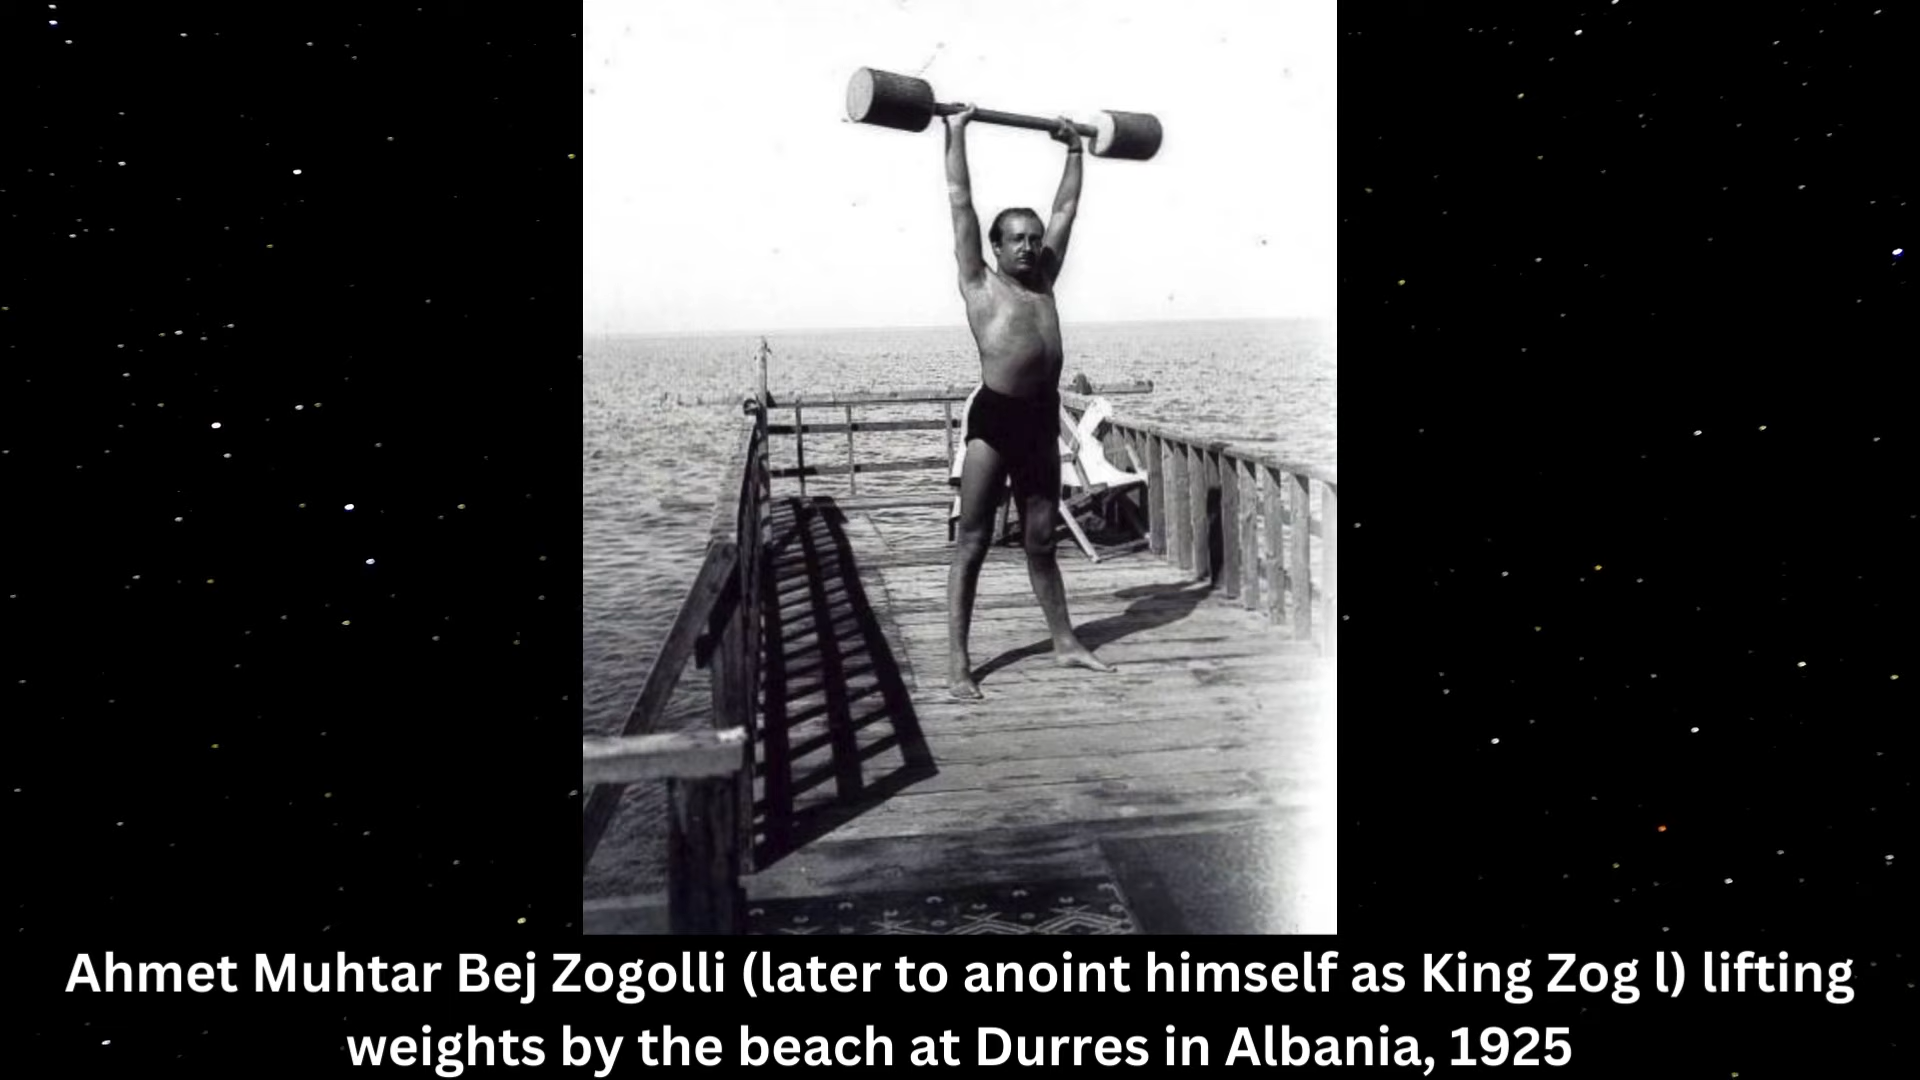 Ahmet Muhtar Bej Zogolli (later to anoint himself as King Zog l) lifting
weights by the beach at Durres in Albania, 1925